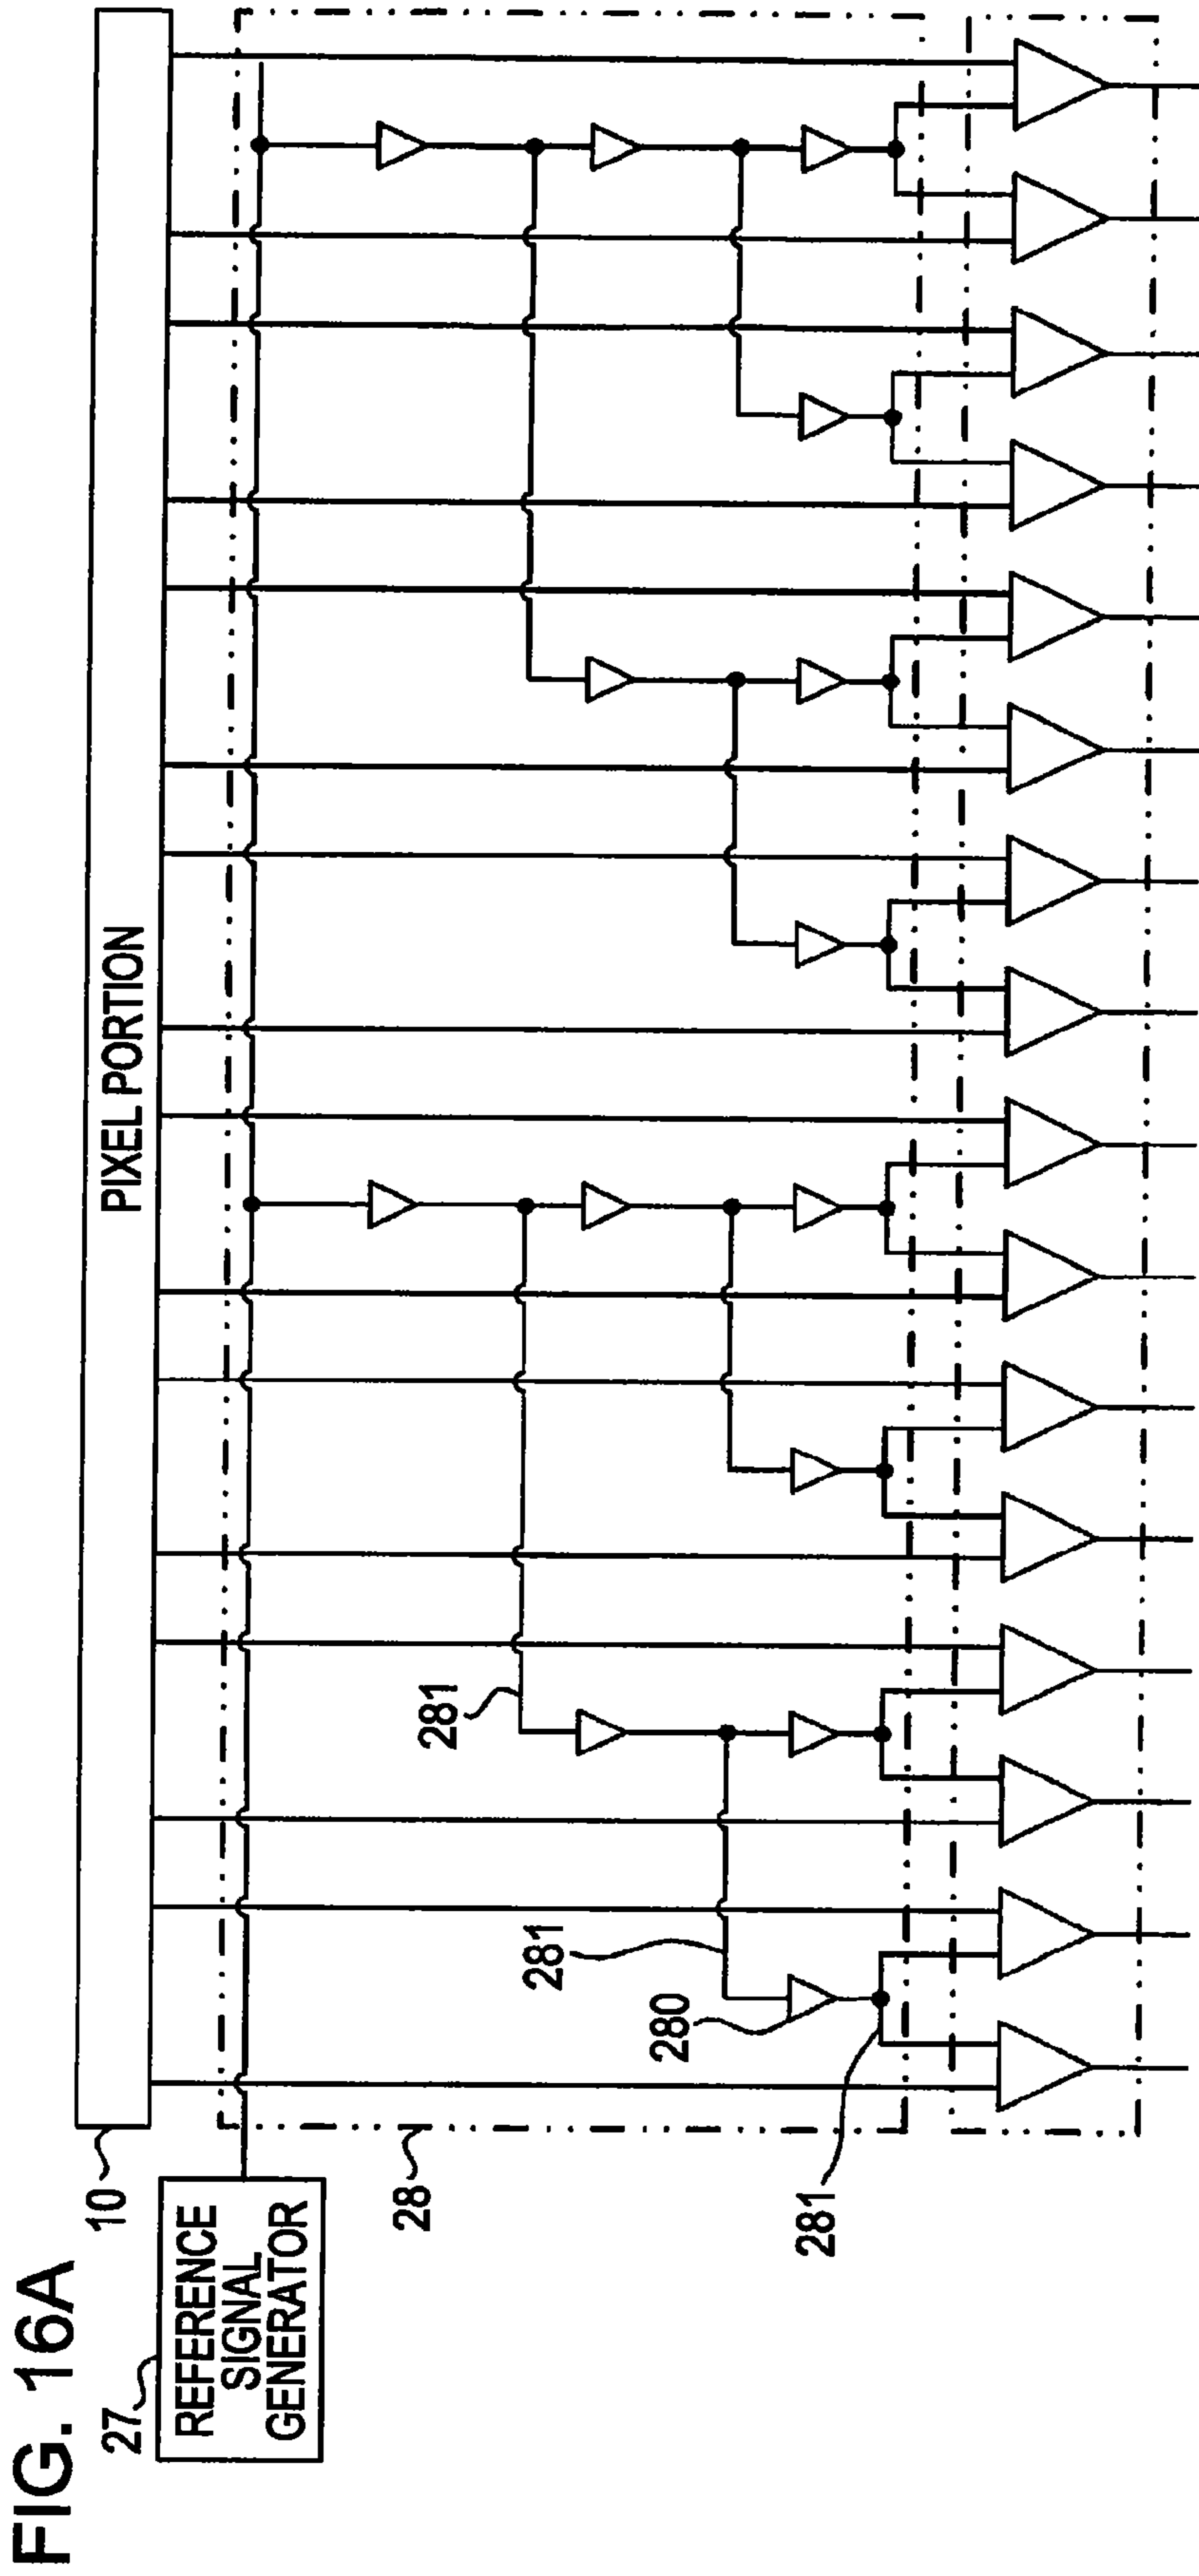 FIG. 16A
10
PIXEL PORTION
27
REFERENCE
SIGNAL
GENERATOR
28
281
281
280
281